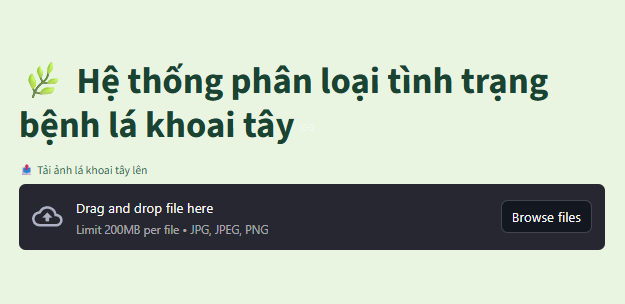 🌿 Hệ thống phân loại tình trạng
bệnh lá khoai tây
📤 Tải ảnh lá khoai tây lên
Drag and drop file here
Limit 200MB per file • JPG, JPEG, PNG
Browse files